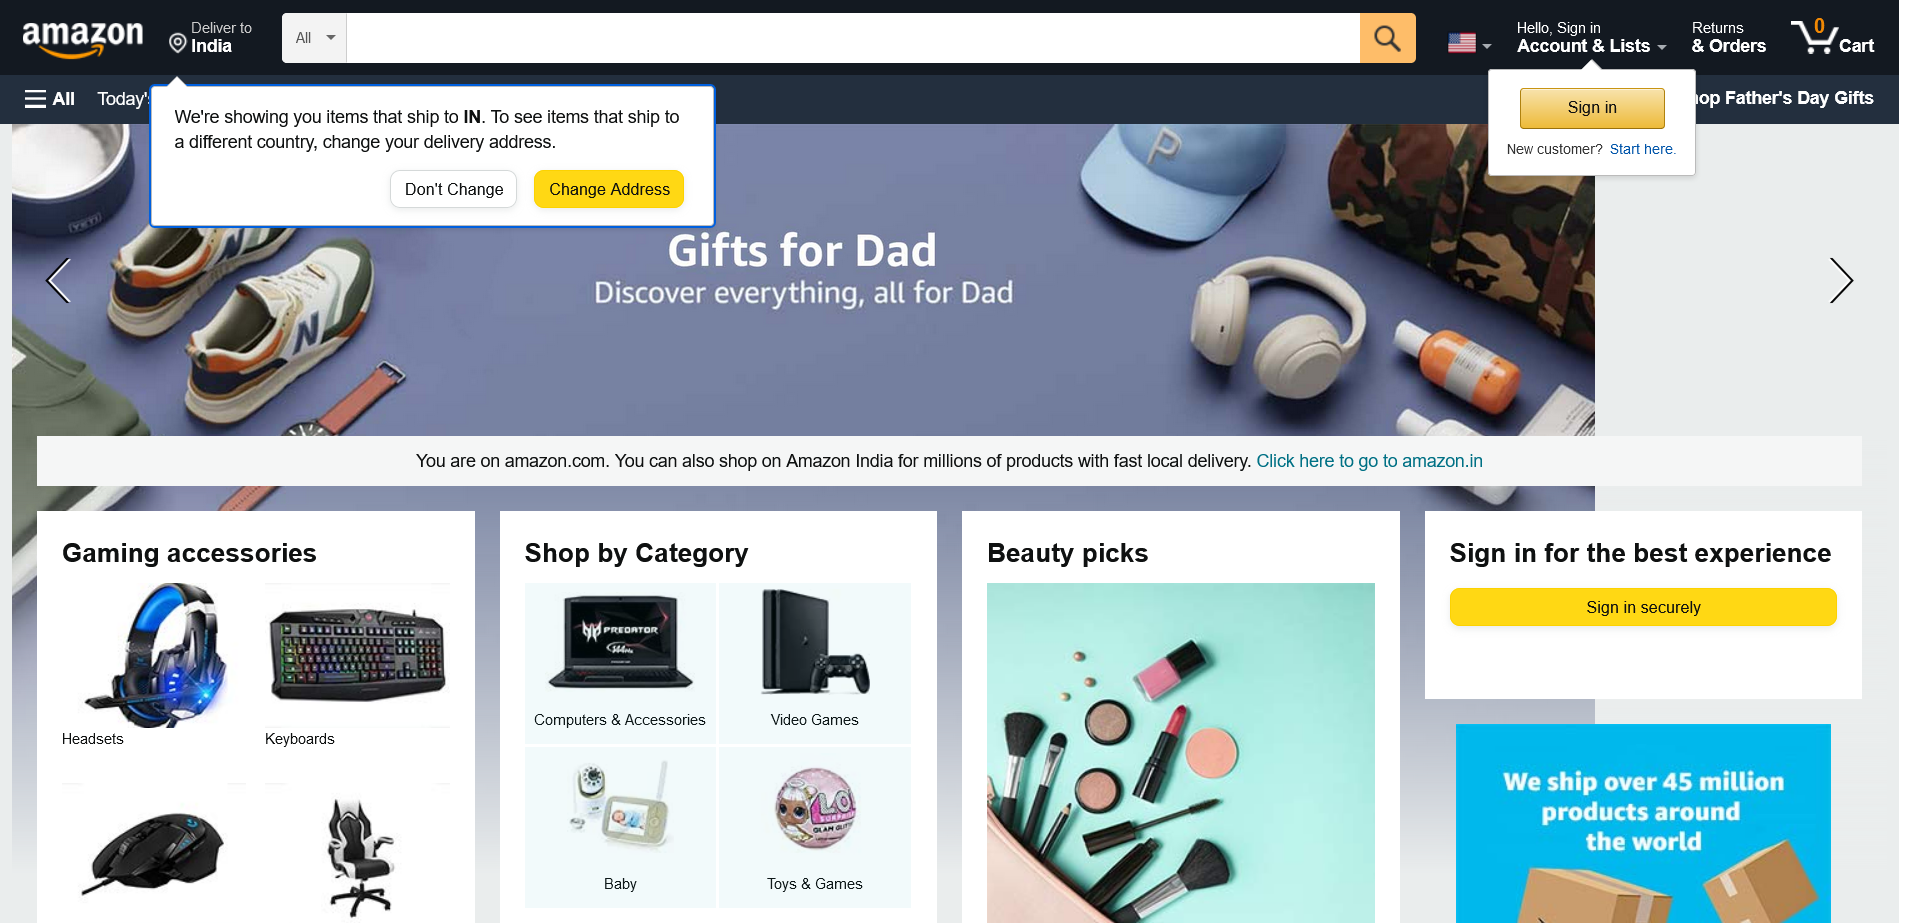 amazon
Deliver to
India
All
Hello, Sign in
Account & Lists
Returns
& Orders
0
Cart
All
Today's
op Father's Day Gifts
We're showing you items that ship to IN. To see items that ship to
a different country, change your delivery address.
Don't Change
Change Address
Sign in
New customer? Start here.
YETI
P
N
N
Gifts for Dad
Discover everything, all for Dad
You are on amazon.com. You can also shop on Amazon India for millions of products with fast local delivery. Click here to go to amazon.in
Gaming accessories
Headsets
Keyboards
Shop by Category
PREDATOR
144Hz
Computers & Accessories
Video Games
L.O.L.
SURPRISE
GLAM GLITTER
Baby
Toys & Games
Beauty picks
Sign in for the best experience
Sign in securely
We ship over 45 million
products around
the world